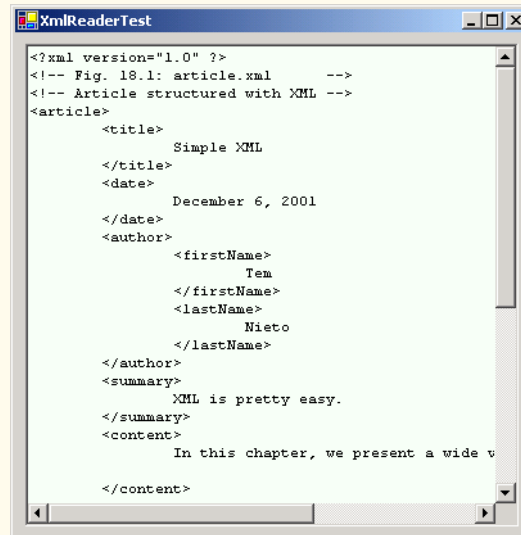 XmlReaderTest
<?xml version="1.0" ?>
<!-- Fig. 18.1: article.xml       -->
<!-- Article structured with XML -->
<article>
<title>
Simple XML
</title>
<date>
December 6, 2001
</date>
<author>
<firstName>
Tem
</firstName>
<lastName>
Nieto
</lastName>
</author>
<summary>
XML is pretty easy.
</summary>
<content>
In this chapter, we present a wide v
</content>